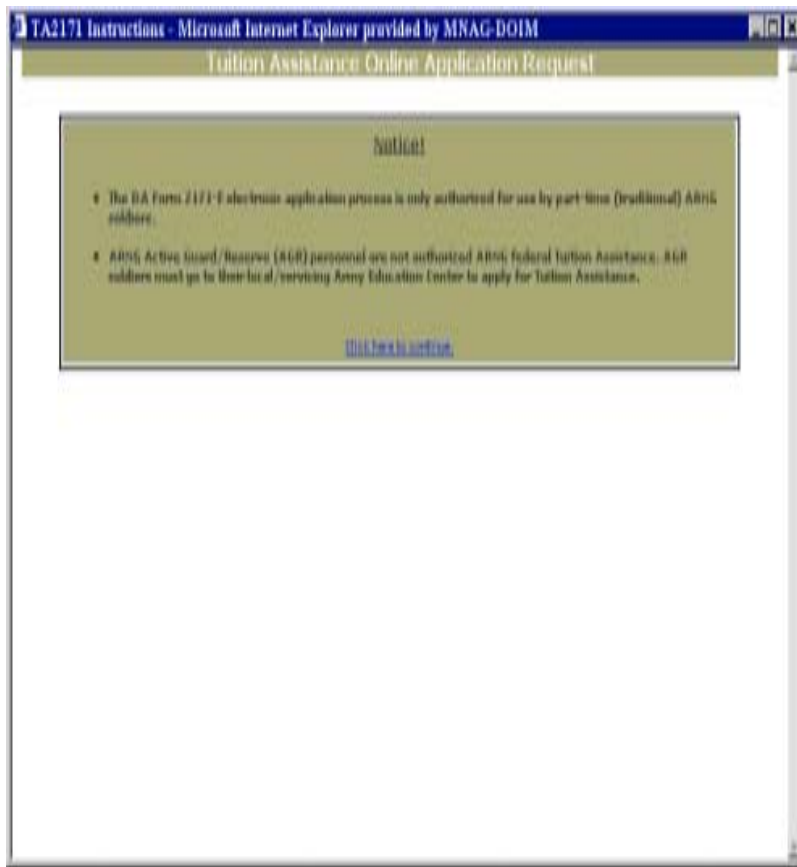 TA2171 Instructions - Microsoft Internet Explorer provided by MNAG-DOIM
Tuition Assistance Online Application Request
Notice!
The DA Form 2171-E electronic application process is only authorized for use by part-time (traditional) ARNG
soldiers.
ARNG Active Guard/Reserve (AGR) personnel are not authorized ARNG federal Tuition Assistance. AGR
soldiers must go to their local/servicing Army Education Center to apply for Tuition Assistance.
Click here to continue.